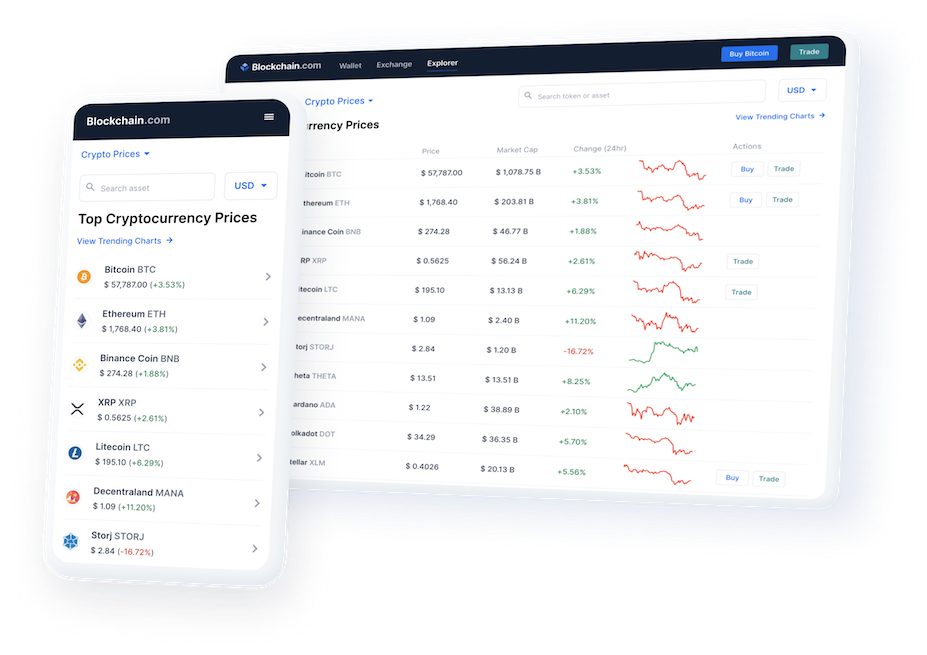 Blockchain.com
Crypto Prices
Search asset
USD
Top Cryptocurrency Prices
View Trending Charts
Bitcoin BTC
$ 57,787.00 (+3.53%)
Ethereum ETH
$ 1,768.40 (+3.81%)
Binance Coin BNB
$ 274.28 (+1.88%)
XRP XRP
$ 0.5625 (+2.61%)
Litecoin LTC
$ 195.10 (+6.29%)
Decentraland MANA
$ 1.09 (+11.20%)
Storj STORJ
$ 2.84 (-16.72%)
Blockchain.com Wallet Exchange Explorer Buy Bitcoin Trade
Crypto Prices Search token or asset USD
rrency Prices View Trending Charts
Price Market Cap Change (24hr) Actions
itcoin BTC $ 57,787.00 $ 1,078.75 B +3.53% Buy Trade
thereum ETH $ 1,768.40 $ 203.81 B +3.81% Buy Trade
inance Coin BNB $ 274.28 $ 46.77 B +1.88%
RP XRP $ 0.5625 $ 56.24 B +2.61% Trade
itecoin LTC $ 195.10 $ 13.13 B +6.29% Trade
ecentraland MANA $ 1.09 $ 2.40 B +11.20%
torj STORJ $ 2.84 $ 1.20 B -16.72%
heta THETA $ 13.51 $ 13.51 B +8.25%
ardano ADA $ 1.22 $ 38.89 B +2.10%
olkadot DOT $ 34.29 $ 36.35 B +5.70%
tellar XLM $ 0.4026 $ 20.13 B +5.56% Buy Trade